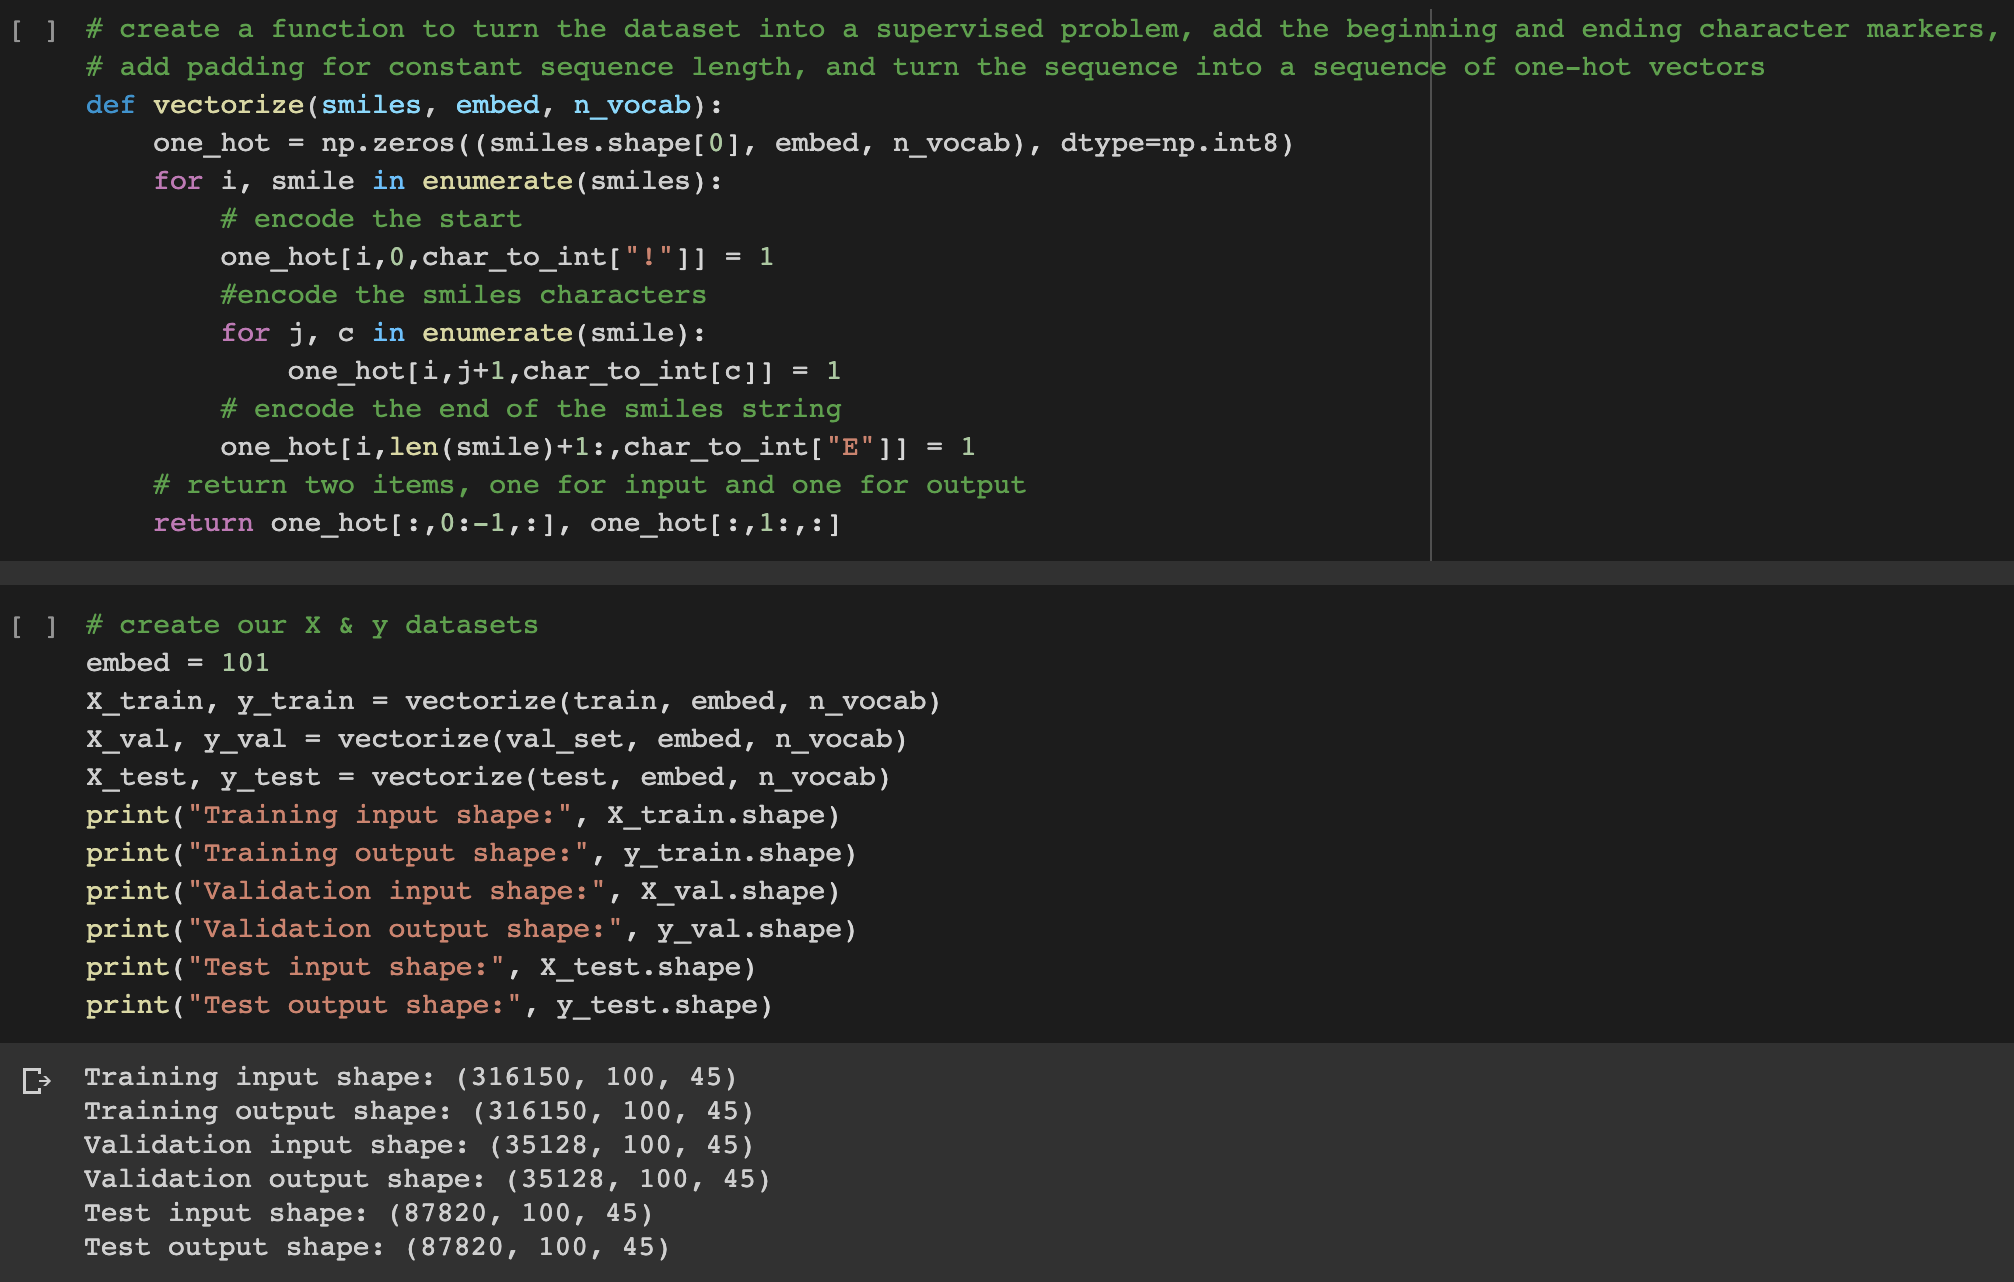 [ ] # create a function to turn the dataset into a supervised problem, add the beginning and ending character markers,
# add padding for constant sequence length, and turn the sequence into a sequence of one-hot vectors
def vectorize(smiles, embed, n_vocab):
    one_hot = np.zeros((smiles.shape[0], embed, n_vocab), dtype=np.int8)
    for i, smile in enumerate(smiles):
        # encode the start
        one_hot[i,0,char_to_int["!"]] = 1
        #encode the smiles characters
        for j, c in enumerate(smile):
            one_hot[i,j+1,char_to_int[c]] = 1
        # encode the end of the smiles string
        one_hot[i,len(smile)+1:,char_to_int["E"]] = 1
    # return two items, one for input and one for output
    return one_hot[:,0:-1,:], one_hot[:,1:,:]
[ ] # create our X & y datasets
embed = 101
X_train, y_train = vectorize(train, embed, n_vocab)
X_val, y_val = vectorize(val_set, embed, n_vocab)
X_test, y_test = vectorize(test, embed, n_vocab)
print("Training input shape:", X_train.shape)
print("Training output shape:", y_train.shape)
print("Validation input shape:", X_val.shape)
print("Validation output shape:", y_val.shape)
print("Test input shape:", X_test.shape)
print("Test output shape:", y_test.shape)
Training input shape: (316150, 100, 45)
Training output shape: (316150, 100, 45)
Validation input shape: (35128, 100, 45)
Validation output shape: (35128, 100, 45)
Test input shape: (87820, 100, 45)
Test output shape: (87820, 100, 45)